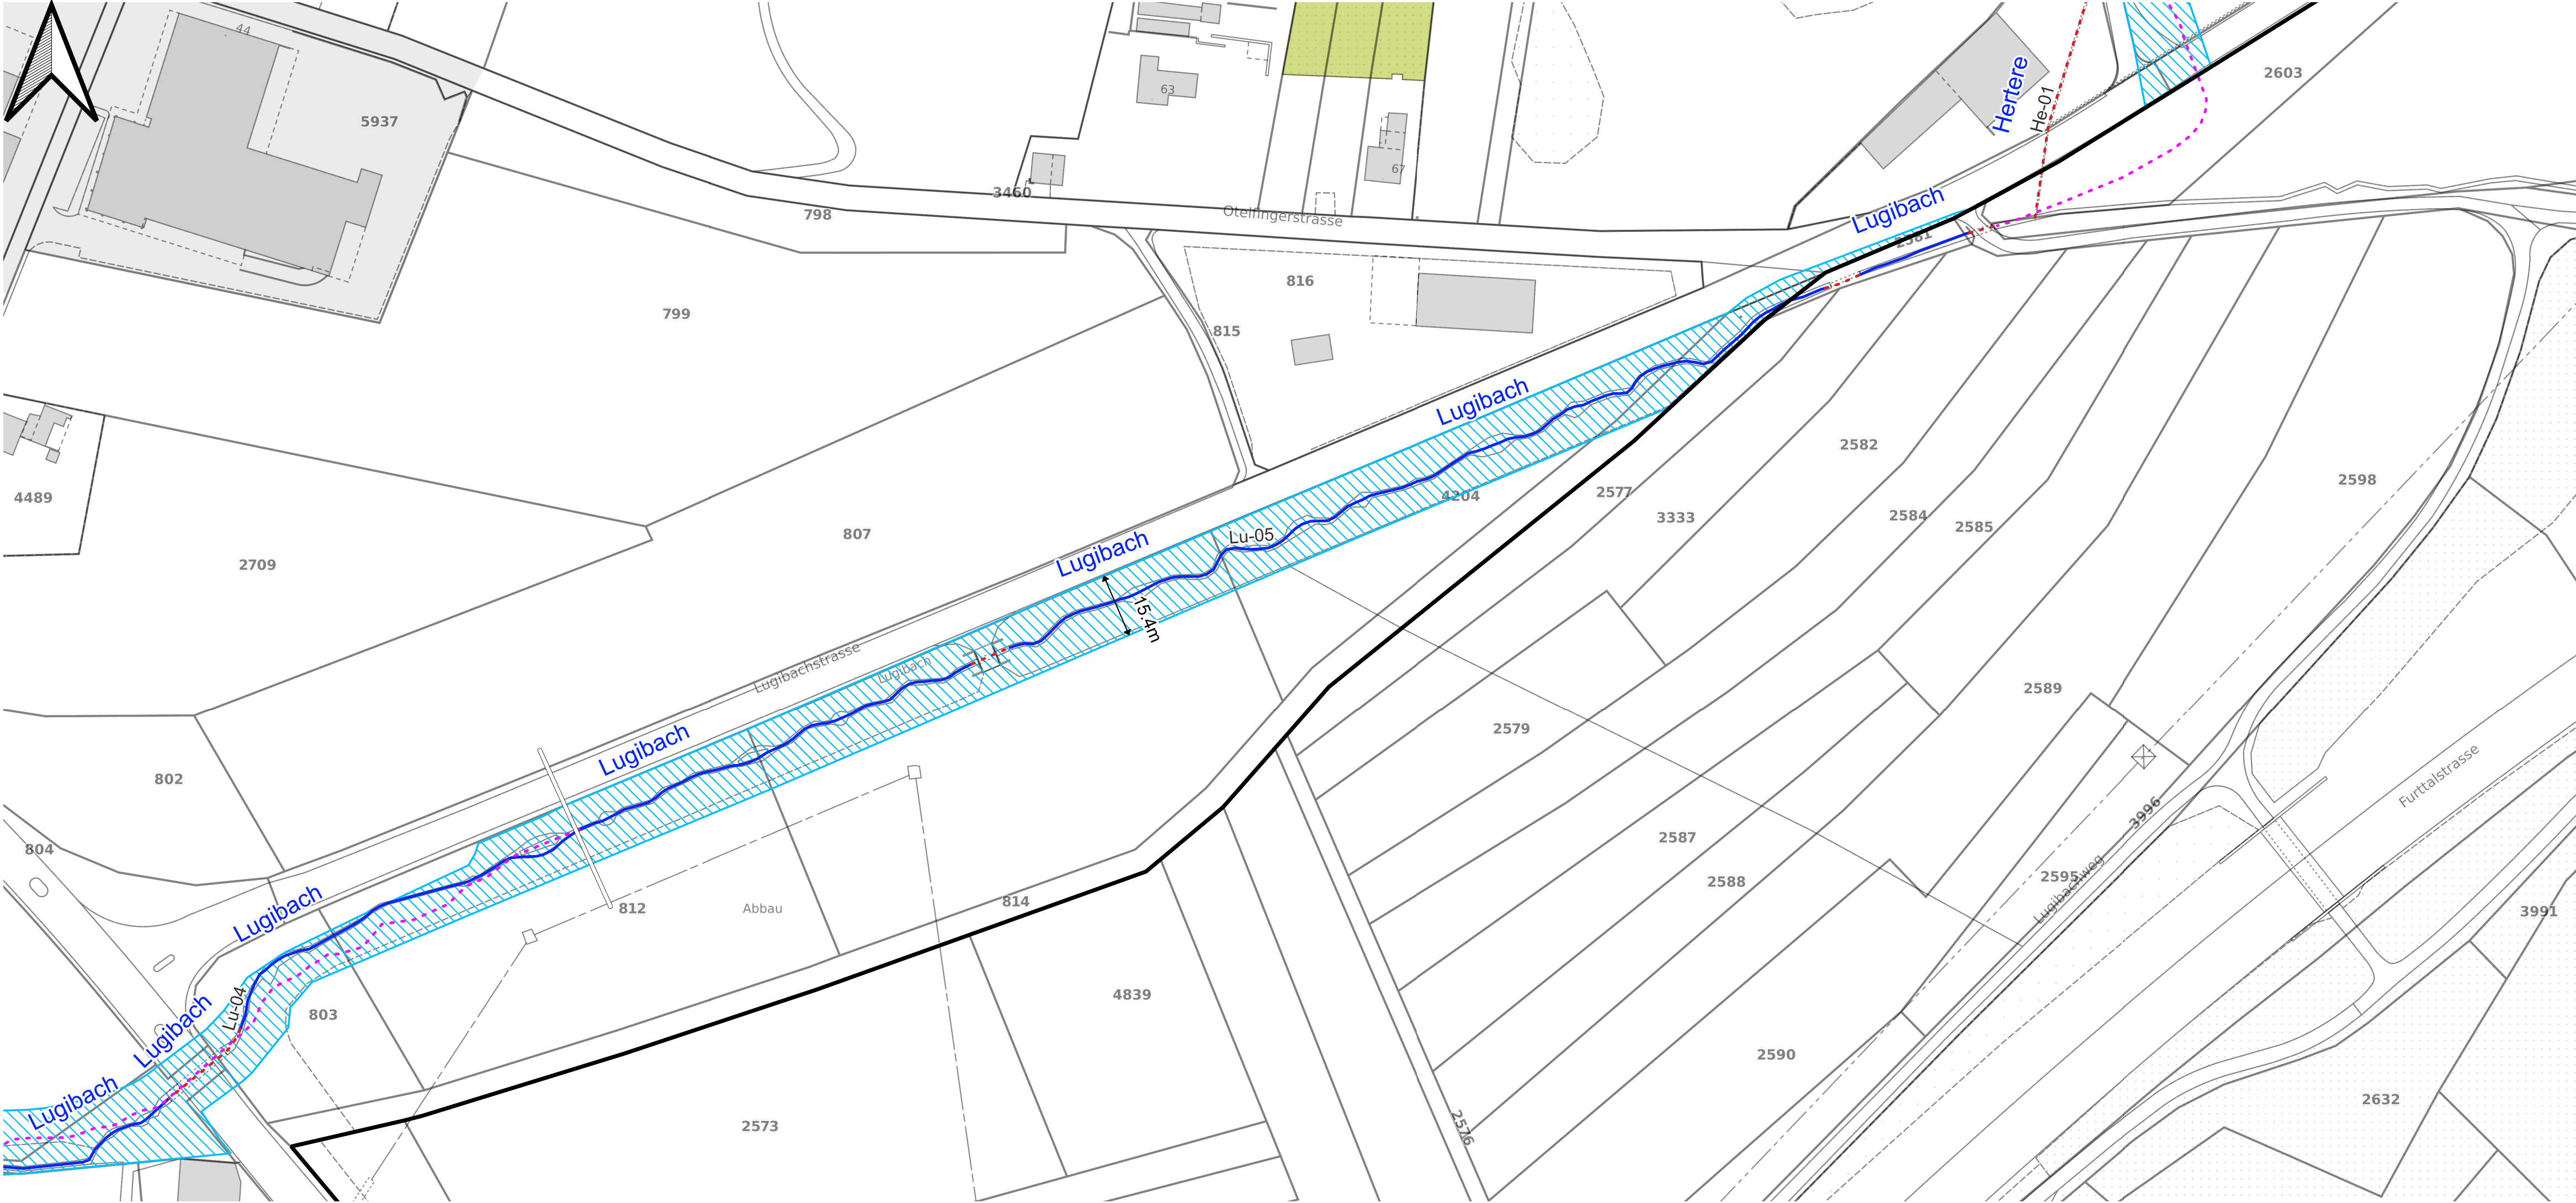 44
5937
63
67
Hertere
He-01
2603
3460
798
Otelfingerstrasse
Lugibach
2581
799
816
815
Lugibach
2582
4489
2577
4204
2598
3333
2584
2585
807
Lu-05
2709
Lugibach
15.4m
Lugibachstrasse
Lugibach
2589
2579
Lugibach
Furttalstrasse
802
3996
2587
804
2588
2595
Lugibachweg
Lugibach
812
Abbau
814
3991
4839
Lu-04
803
Lugibach
2590
Lugibach
2573
2576
2632